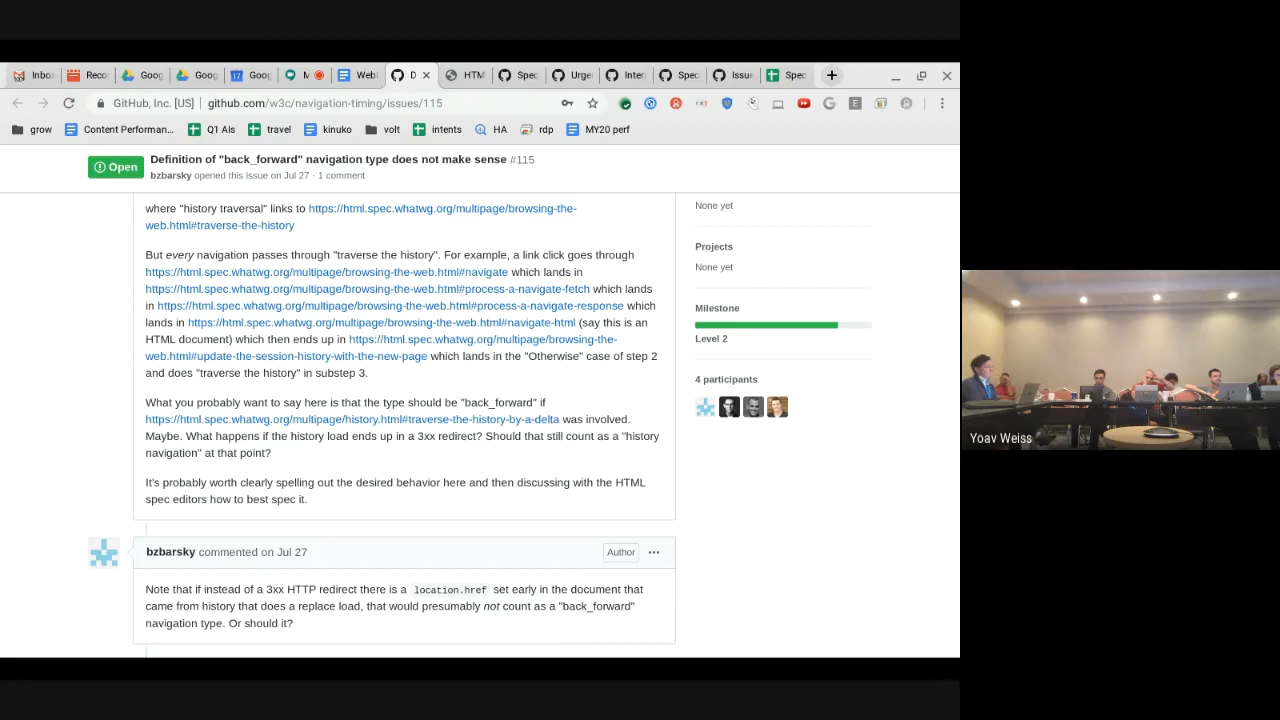 Inbo
Reco
Goog
Goog
Goog
M
Web
D
HTM
Spec
Urge
Inter
Spec
Issue
Spec
GitHub, Inc. [US] | github.com/w3c/navigation-timing/issues/115
grow
Content Performan...
Q1 AIs
travel
kinuko
volt
intents
HA
rdp
MY20 perf
Open
Definition of "back_forward" navigation type does not make sense #115
bzbarsky opened this issue on Jul 27 · 1 comment
where "history traversal" links to https://html.spec.whatwg.org/multipage/browsing-the-
web.html#traverse-the-history
But every navigation passes through "traverse the history". For example, a link click goes through
https://html.spec.whatwg.org/multipage/browsing-the-web.html#navigate which lands in
https://html.spec.whatwg.org/multipage/browsing-the-web.html#process-a-navigate-fetch which lands
in https://html.spec.whatwg.org/multipage/browsing-the-web.html#process-a-navigate-response which
lands in https://html.spec.whatwg.org/multipage/browsing-the-web.html#navigate-html (say this is an
HTML document) which then ends up in https://html.spec.whatwg.org/multipage/browsing-the-
web.html#update-the-session-history-with-the-new-page which lands in the "Otherwise" case of step 2
and does "traverse the history" in substep 3.
What you probably want to say here is that the type should be "back_forward" if
https://html.spec.whatwg.org/multipage/history.html#traverse-the-history-by-a-delta was involved.
Maybe. What happens if the history load ends up in a 3xx redirect? Should that still count as a "history
navigation" at that point?
It's probably worth clearly spelling out the desired behavior here and then discussing with the HTML
spec editors how to best spec it.
bzbarsky commented on Jul 27
Author
Note that if instead of a 3xx HTTP redirect there is a location.href set early in the document that
came from history that does a replace load, that would presumably not count as a "back_forward"
navigation type. Or should it?
None yet
Projects
None yet
Milestone
Level 2
4 participants
Yoav Weiss